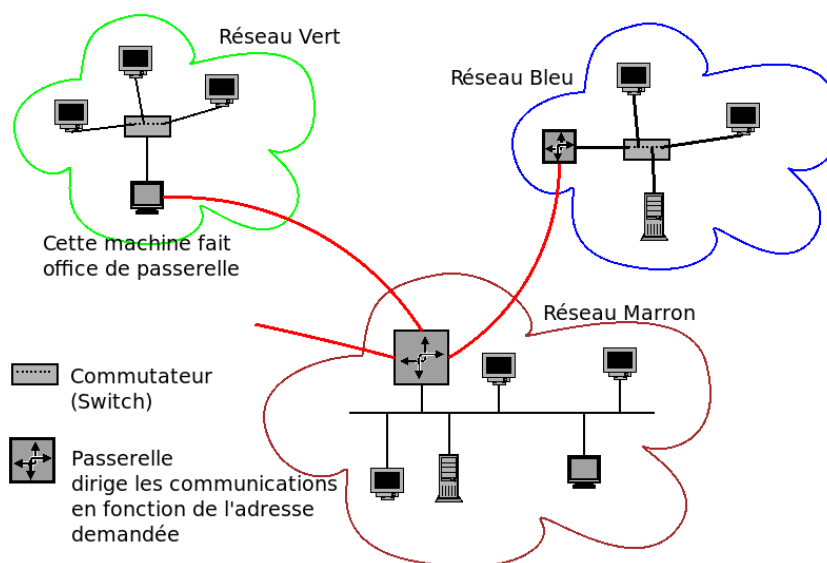 Réseau Vert
Réseau Bleu
Cette machine fait
office de passerelle
Réseau Marron
Commutateur
(Switch)
Passerelle
dirige les communications
en fonction de l'adresse
demandée